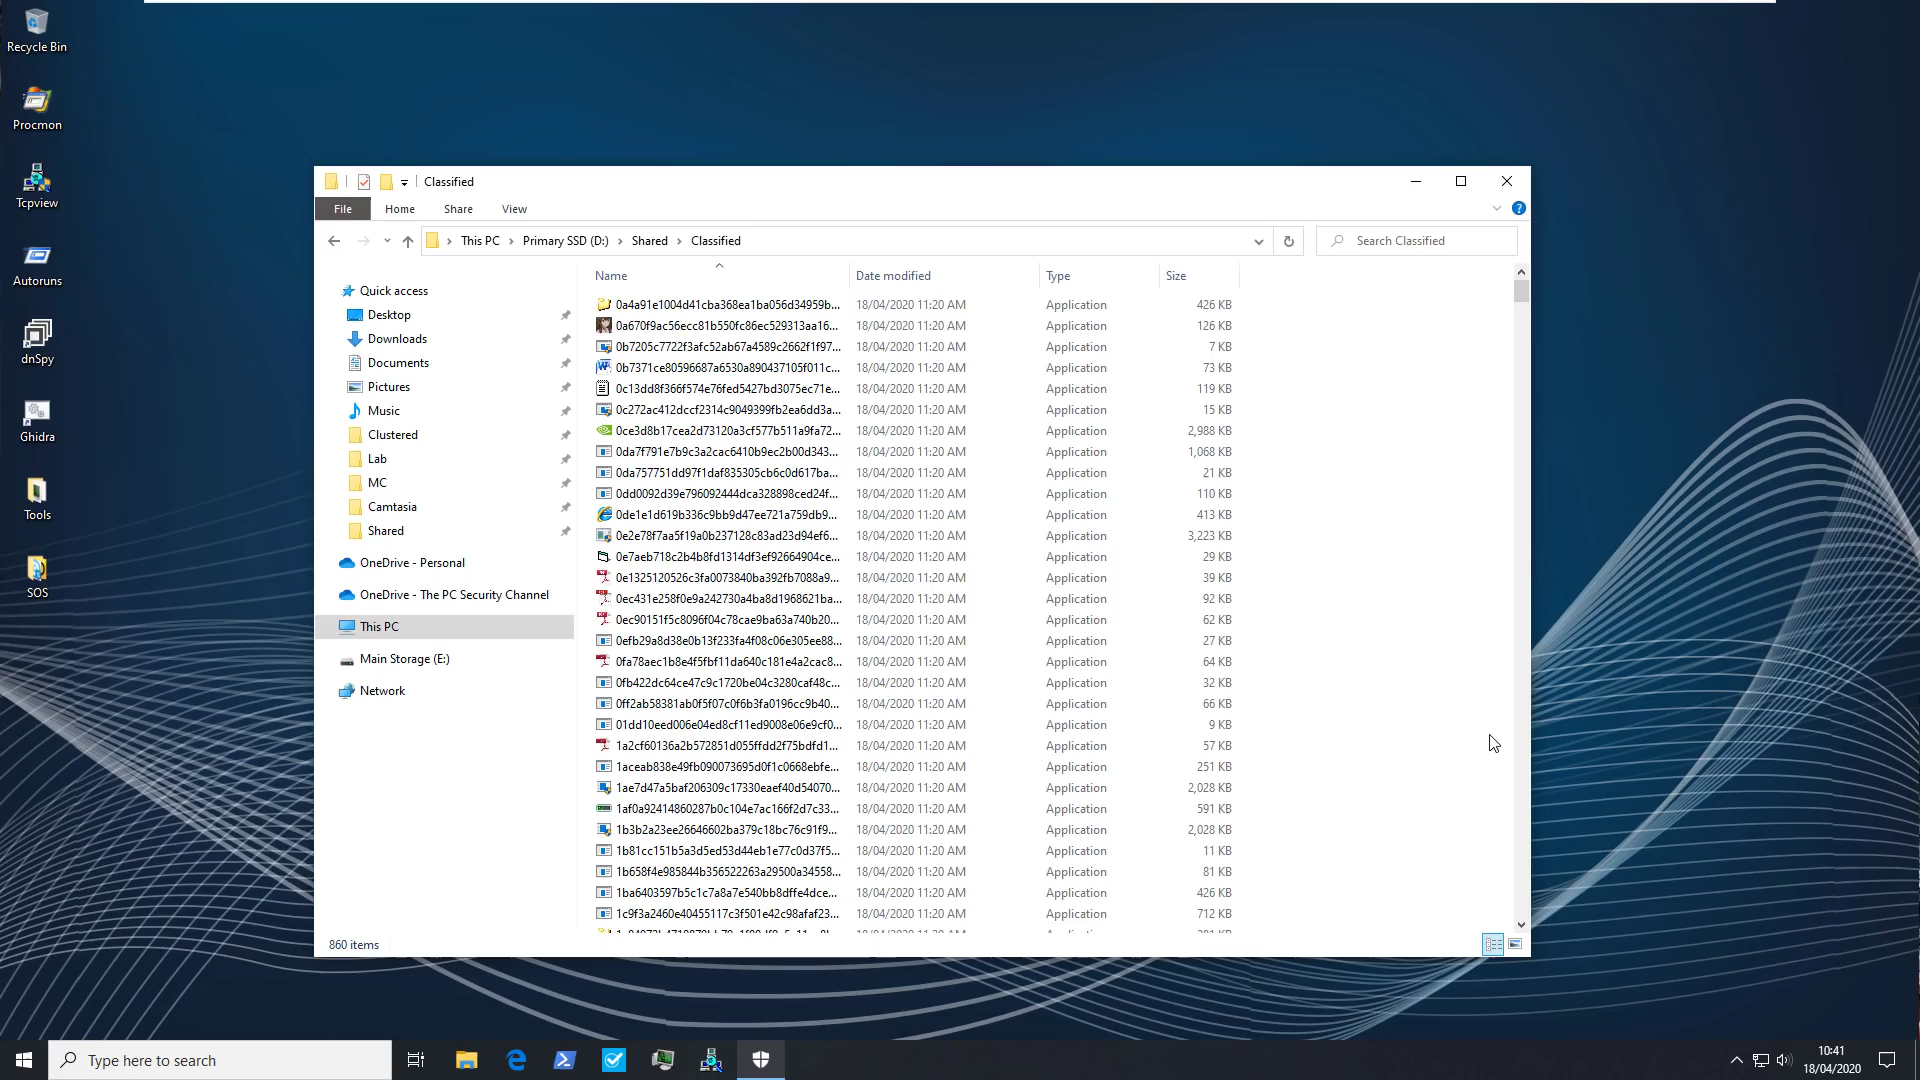 Recycle Bin
Procmon
Tcpview
Autoruns
dnSpy
Ghidra
Tools
SOS
Classified
File Home Share View
This PC Primary SSD (D:) Shared Classified
Search Classified
Quick access
Desktop
Downloads
Documents
Pictures
Music
Clustered
Lab
MC
Camtasia
Shared
OneDrive - Personal
OneDrive - The PC Security Channel
This PC
Main Storage (E:)
Network
Name Date modified Type Size
0a4a91e1004d41cba368ea1ba056d34959b... 18/04/2020 11:20 AM Application 426 KB
0a670f9ac56ecc81b550fc86ec529313aa16... 18/04/2020 11:20 AM Application 126 KB
0b7205c7722f3afc52ab67a4589c2662f1f97... 18/04/2020 11:20 AM Application 7 KB
0b7371ce80596687a6530a890437105f011c... 18/04/2020 11:20 AM Application 73 KB
0c13dd8f366f574e76fed5427bd3075ec71e... 18/04/2020 11:20 AM Application 119 KB
0c272ac412dccf2314c9049399fb2ea6dd3a... 18/04/2020 11:20 AM Application 15 KB
0ce3d8b17cea2d73120a3cf577b511a9fa72... 18/04/2020 11:20 AM Application 2,988 KB
0da7f791e7b9c3a2cac6410b9ec2b00d343... 18/04/2020 11:20 AM Application 1,068 KB
0da757751dd97f1daf835305cb6c0d617ba... 18/04/2020 11:20 AM Application 21 KB
0dd0092d39e796092444dca328898ced24f... 18/04/2020 11:20 AM Application 110 KB
0de1e1d619b336c9bb9d47ee721a759db9... 18/04/2020 11:20 AM Application 413 KB
0e2e78f7aa5f19a0b237128c83ad23d94ef6... 18/04/2020 11:20 AM Application 3,223 KB
0e7aeb718c2b4b8fd1314df3ef92664904ce... 18/04/2020 11:20 AM Application 29 KB
0e1325120526c3fa0073840ba392fb7088a9... 18/04/2020 11:20 AM Application 39 KB
0ec431e258f0e9a242730a4ba8d1968621ba... 18/04/2020 11:20 AM Application 92 KB
0ec90151f5c8096f04c78cae9ba63a740b20... 18/04/2020 11:20 AM Application 62 KB
0efb29a8d38e0b13f233fa4f08c06e305ee88... 18/04/2020 11:20 AM Application 27 KB
0fa78aec1b8e4f5fbf11da640c181e4a2cac8... 18/04/2020 11:20 AM Application 64 KB
0fb422dc64ce47c9c1720be04c3280caf48c... 18/04/2020 11:20 AM Application 32 KB
0ff2ab58381ab0f5f07c0f6b3fa0196cc9b40... 18/04/2020 11:20 AM Application 66 KB
01dd10eed006e04ed8cf11ed9008e06e9cf0... 18/04/2020 11:20 AM Application 9 KB
1a2cf60136a2b572851d055ffdd2f75bdfd1... 18/04/2020 11:20 AM Application 57 KB
1aceab838e49fb090073695d0f1c0668ebfe... 18/04/2020 11:20 AM Application 251 KB
1ae7d47a5baf206309c17330eaef40d54070... 18/04/2020 11:20 AM Application 2,028 KB
1af0a92414860287b0c104e7ac166f2d7c33... 18/04/2020 11:20 AM Application 591 KB
1b3b2a23ee26646602ba379c18bc76c91f9... 18/04/2020 11:20 AM Application 2,028 KB
1b81cc151b5a3d5ed53d44eb1e77c0d37f5... 18/04/2020 11:20 AM Application 11 KB
1b658f4e985844b356522263a29500a34558... 18/04/2020 11:20 AM Application 81 KB
1ba6403597b5c1c7a8a7e540bb8dffe4dce... 18/04/2020 11:20 AM Application 426 KB
1c9f3a2460e40455117c3f501e42c98afaf23... 18/04/2020 11:20 AM Application 712 KB
860 items
Type here to search
10:41
18/04/2020